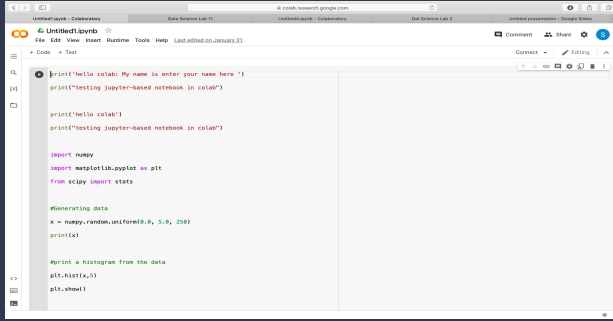 colab.research.google.com
Untitled1.ipynb - Colaboratory
Data Science Lab 11
Untitled4.ipynb - Colaboratory
Dat Science Lab 2
Untitled presentation - Google Slides
CO
Untitled1.ipynb
File Edit View Insert Runtime Tools Help Last edited on January 31
Comment
Share
S
+ Code + Text
Connect
Editing
{x}
print('hello colab: My name is enter your name here ')
print("testing jupyter-based notebook in colab")
print('hello colab')
print("testing jupyter-based notebook in colab")
import numpy
import matplotlib.pyplot as plt
from scipy import stats
#Generating data
x = numpy.random.uniform(0.0, 5.0, 250)
print(x)
#print a histogram from the data
plt.hist(x,5)
plt.show()
<>